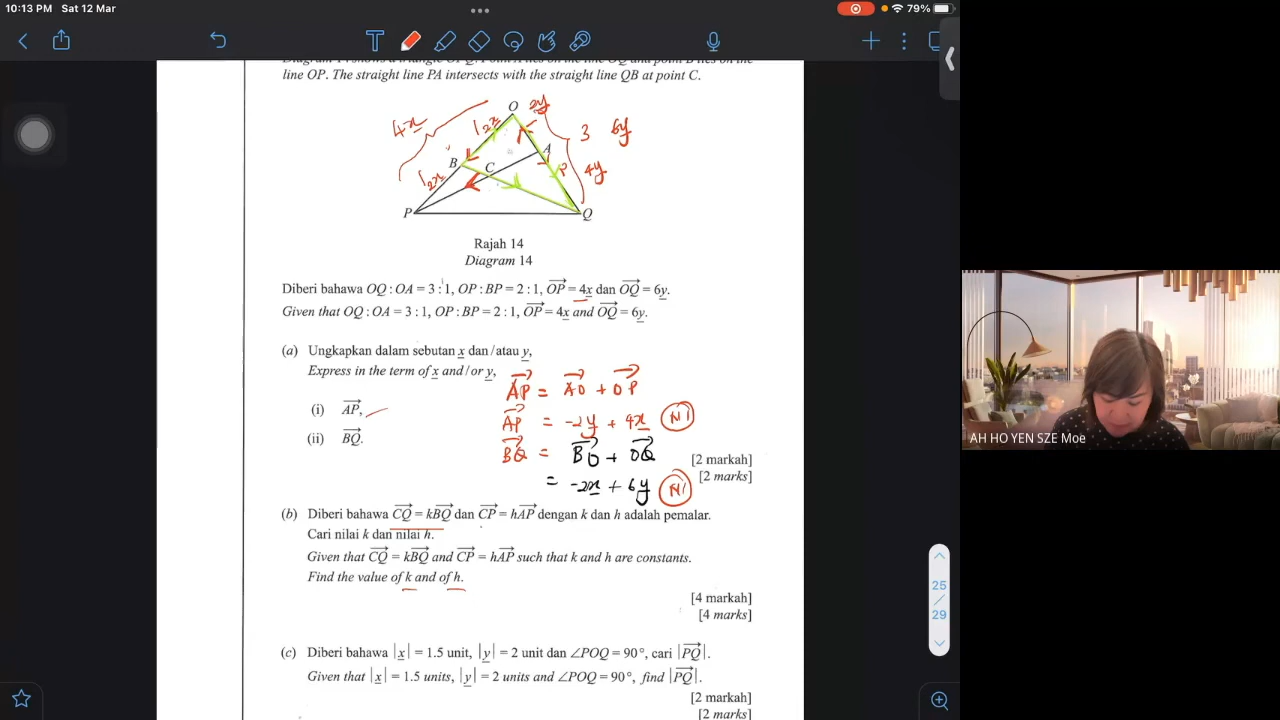 10:13 PM Sat 12 Mar
79%
line OP. The straight line PA intersects with the straight line QB at point C.
O
2y
4x
2x
3 6y
A
B
C
P
4y
2x
P
Q
Rajah 14
Diagram 14
Diberi bahawa OQ : OA = 3 : 1, OP : BP = 2 : 1, OP = 4x dan OQ = 6y.
Given that OQ : OA = 3 : 1, OP : BP = 2 : 1, OP = 4x and OQ = 6y.
(a) Ungkapkan dalam sebutan x dan/atau y,
Express in the term of x and/or y,
AP = AO + OP
(i) AP,
AP = -2y + 4x N1
(ii) BQ.
BQ = BO + OQ
[2 markah]
[2 marks]
= -2x + 6y N1
(b) Diberi bahawa CQ = kBQ dan CP = hAP dengan k dan h adalah pemalar.
Cari nilai k dan nilai h.
Given that CQ = kBQ and CP = hAP such that k and h are constants.
Find the value of k and of h.
[4 markah]
[4 marks]
(c) Diberi bahawa |x| = 1.5 unit, |y| = 2 unit dan ∠POQ = 90°, cari |PQ|.
Given that |x| = 1.5 units, |y| = 2 units and ∠POQ = 90°, find |PQ|.
[2 markah]
[2 marks]
25
/
29
AH HO YEN SZE Moe